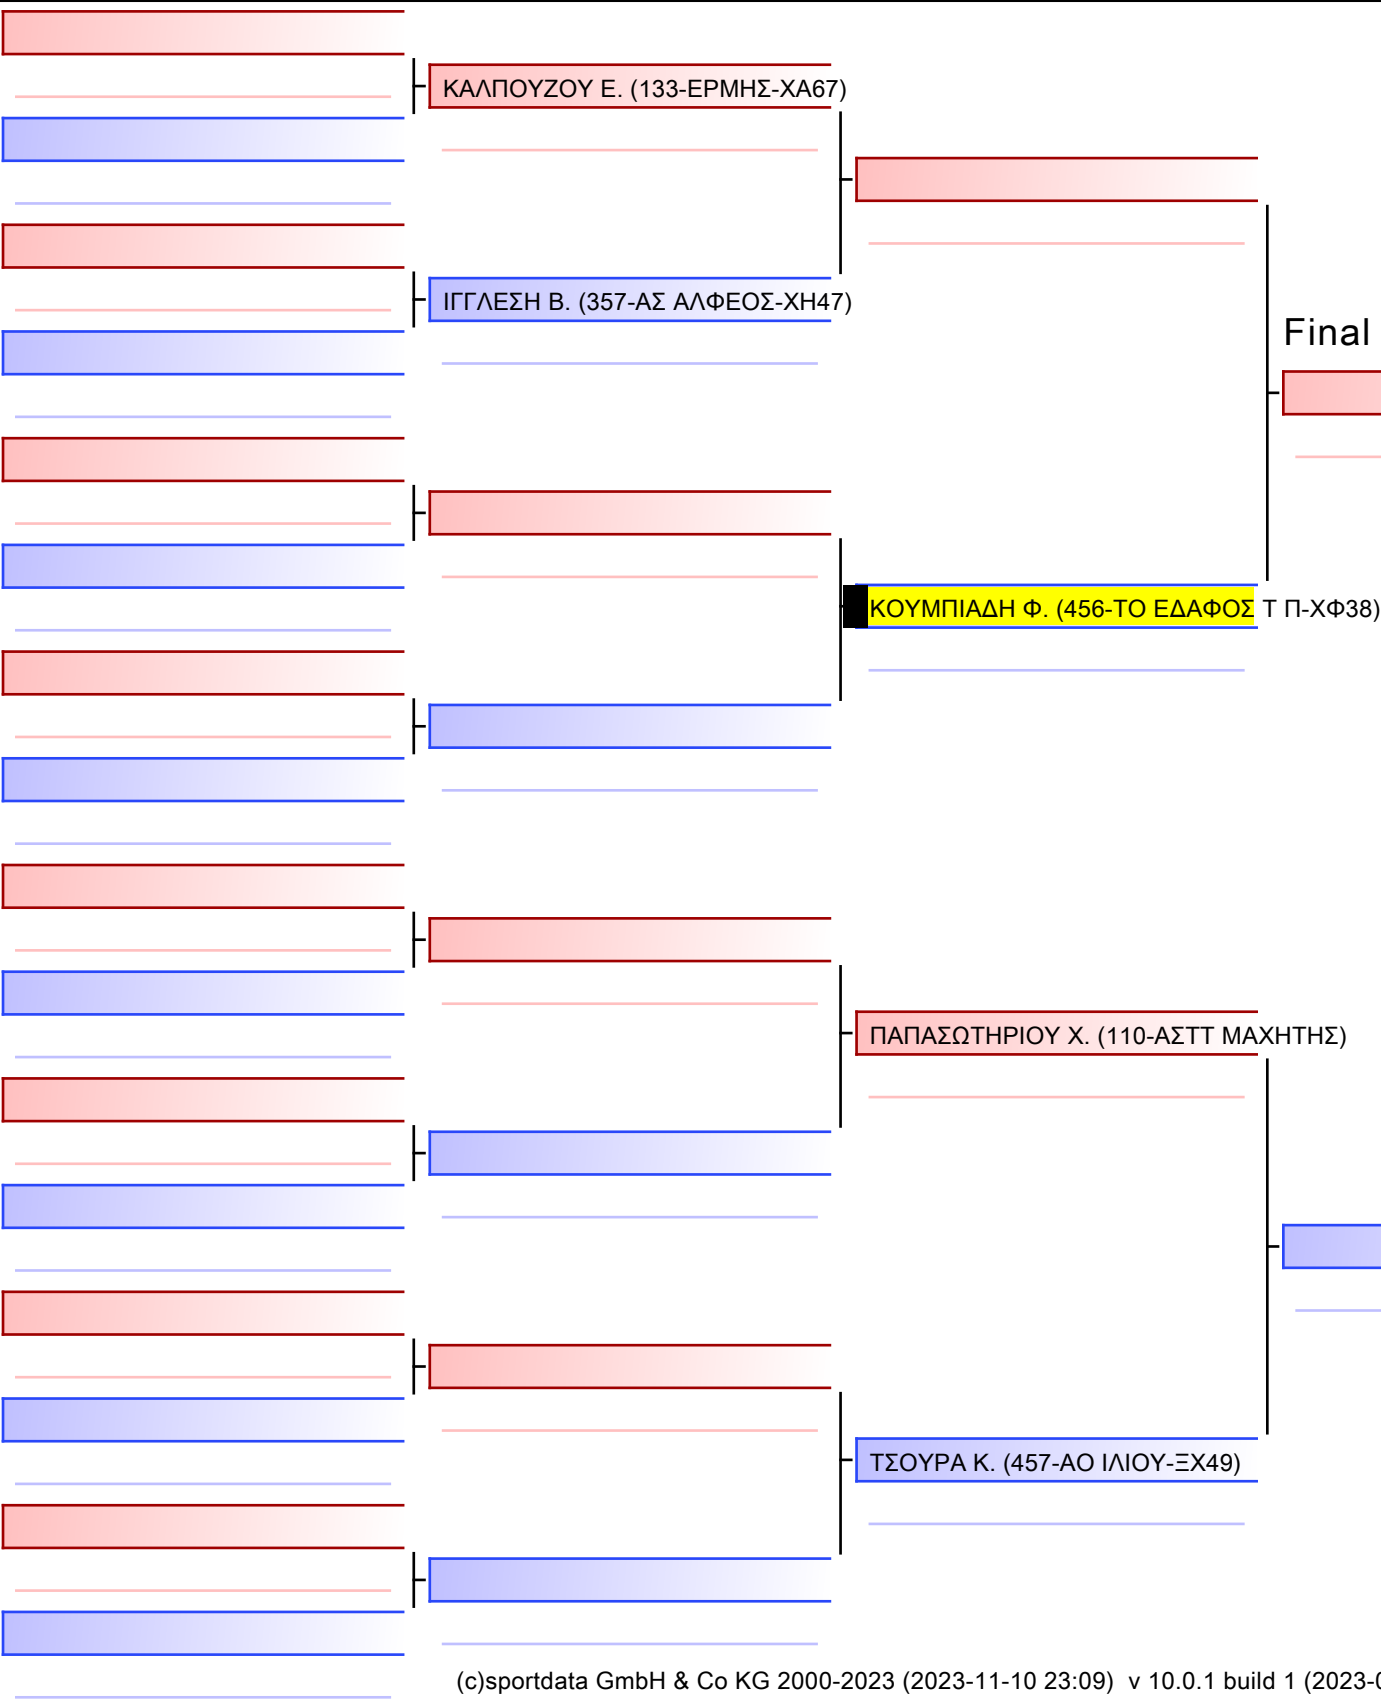 ΚΑΛΠΟΥΖΟΥ Ε. (133-ΕΡΜΗΣ-ΧΑ67)
ΙΓΓΛΕΣΗ Β. (357-ΑΣ ΑΛΦΕΟΣ-ΧΗ47)
Final
ΚΟΥΜΠΙΑΔΗ Φ. (456-ΤΟ ΕΔΑΦΟΣ Τ Π-ΧΦ38)
ΠΑΠΑΣΩΤΗΡΙΟΥ Χ. (110-ΑΣΤΤ ΜΑΧΗΤΗΣ)
ΤΣΟΥΡΑ Κ. (457-ΑΟ ΙΛΙΟΥ-ΞΧ49)
(c)sportdata GmbH & Co KG 2000-2023 (2023-11-10 23:09) v 10.0.1 build 1 (2023-0